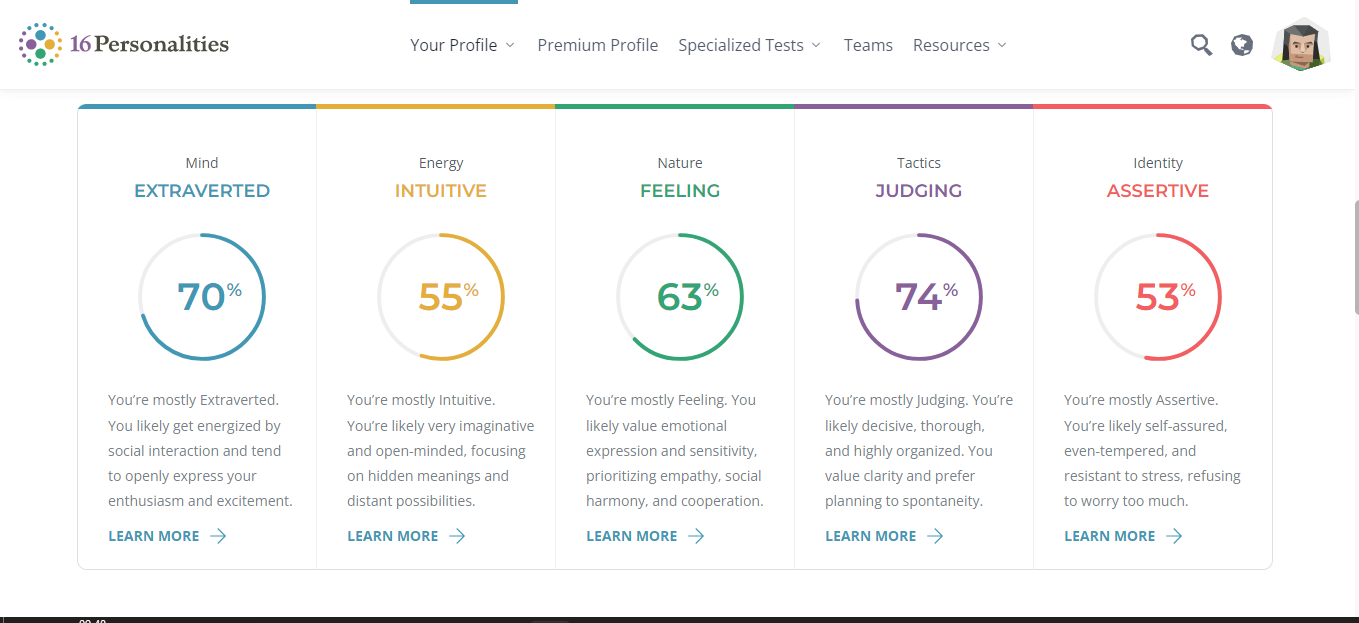 16Personalities
Your Profile
Premium Profile
Specialized Tests
Teams
Resources
Mind
EXTRAVERTED
70%
You're mostly Extraverted.
You likely get energized by
social interaction and tend
to openly express your
enthusiasm and excitement.
LEARN MORE
Energy
INTUITIVE
55%
You're mostly Intuitive.
You're likely very imaginative
and open-minded, focusing
on hidden meanings and
distant possibilities.
LEARN MORE
Nature
FEELING
63%
You're mostly Feeling. You
likely value emotional
expression and sensitivity,
prioritizing empathy, social
harmony, and cooperation.
LEARN MORE
Tactics
JUDGING
74%
You're mostly Judging. You're
likely decisive, thorough,
and highly organized. You
value clarity and prefer
planning to spontaneity.
LEARN MORE
Identity
ASSERTIVE
53%
You're mostly Assertive.
You're likely self-assured,
even-tempered, and
resistant to stress, refusing
to worry too much.
LEARN MORE